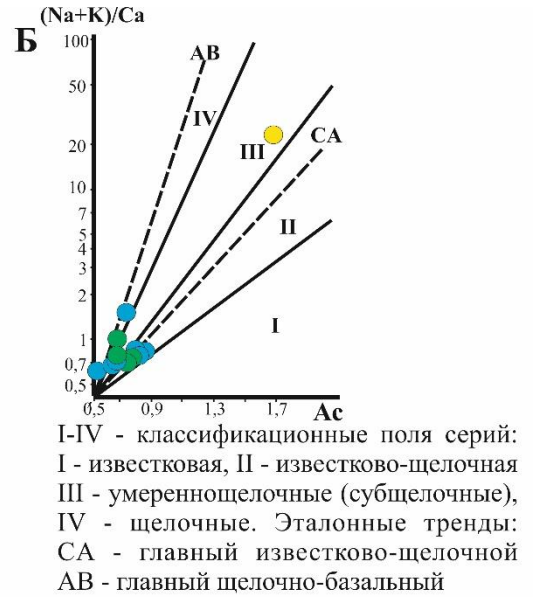 (Na+K)/Ca
Б
100
AB
50
IV
20
III
CA
10
7
5
4
3
II
2
I
1
0,7
0,5
0,5 0,9 1,3 1,7 Ac
I-IV - классификационные поля серий:
I - известковая, II - известково-щелочная
III - умереннощелочные (субщелочные),
IV - щелочные. Эталонные тренды:
CA - главный известково-щелочной
AB - главный щелочно-базальный